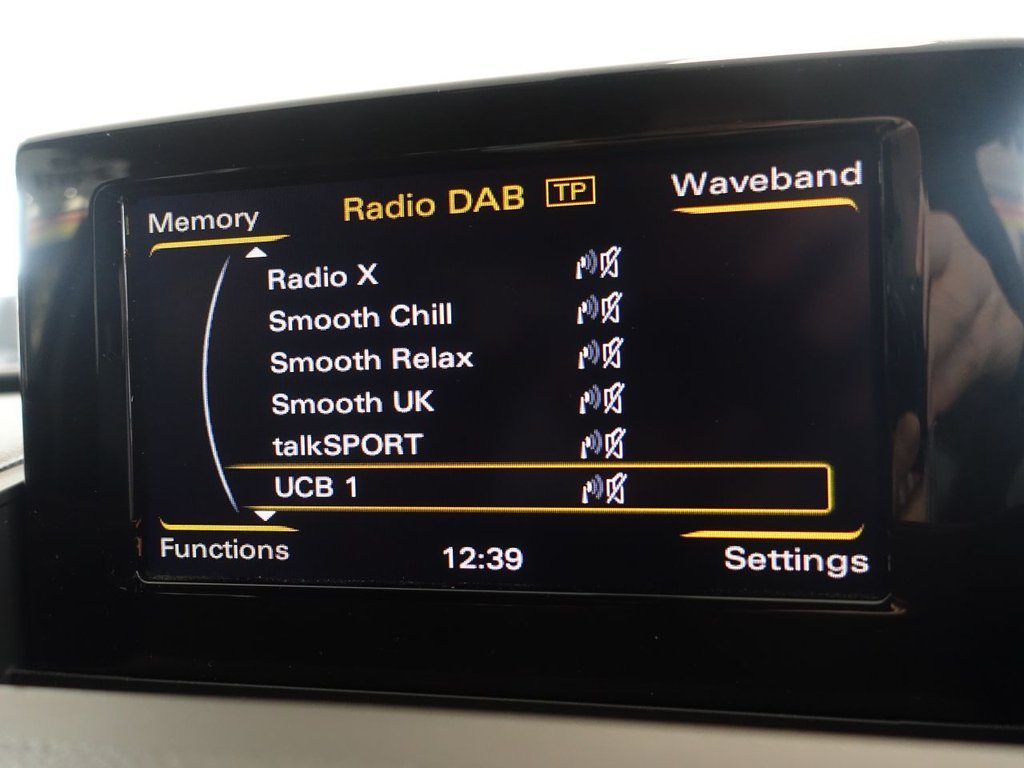 Memory
Radio DAB TP
Waveband
Radio X
Smooth Chill
Smooth Relax
Smooth UK
talkSPORT
UCB 1
Functions
12:39
Settings